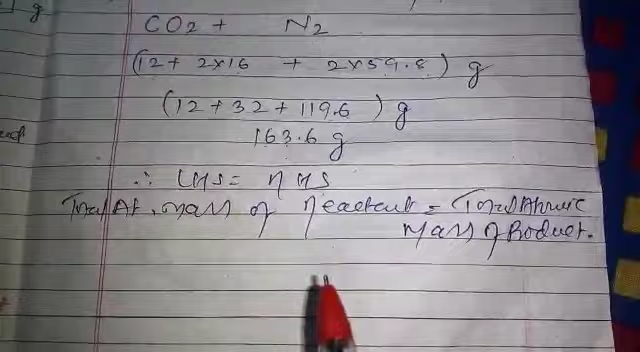 g
CO2 + N2
(12 + 2×16 + 2×59.8) g
(12 + 32 + 119.6) g
163.6 g
∴ LHS = RHS
Total At. mass of reactant = Total Atomic
Mass of Product.